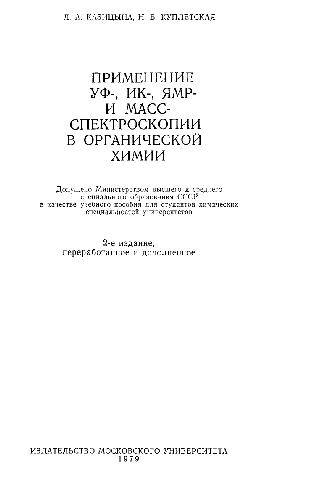 Л. А. КАЗИЦЫНА, Н. Б. КУПЛЕТСКАЯ
ПРИМЕНЕНИЕ
УФ-, ИК-, ЯМР-
И МАСС-
СПЕКТРОСКОПИИ
В ОРГАНИЧЕСКОЙ
ХИМИИ
Допущено Министерством высшего и среднего
специального образования СССР
в качестве учебного пособия для студентов химических
специальностей университетов
2-е издание,
переработанное и дополненное
ИЗДАТЕЛЬСТВО МОСКОВСКОГО УНИВЕРСИТЕТА
1979